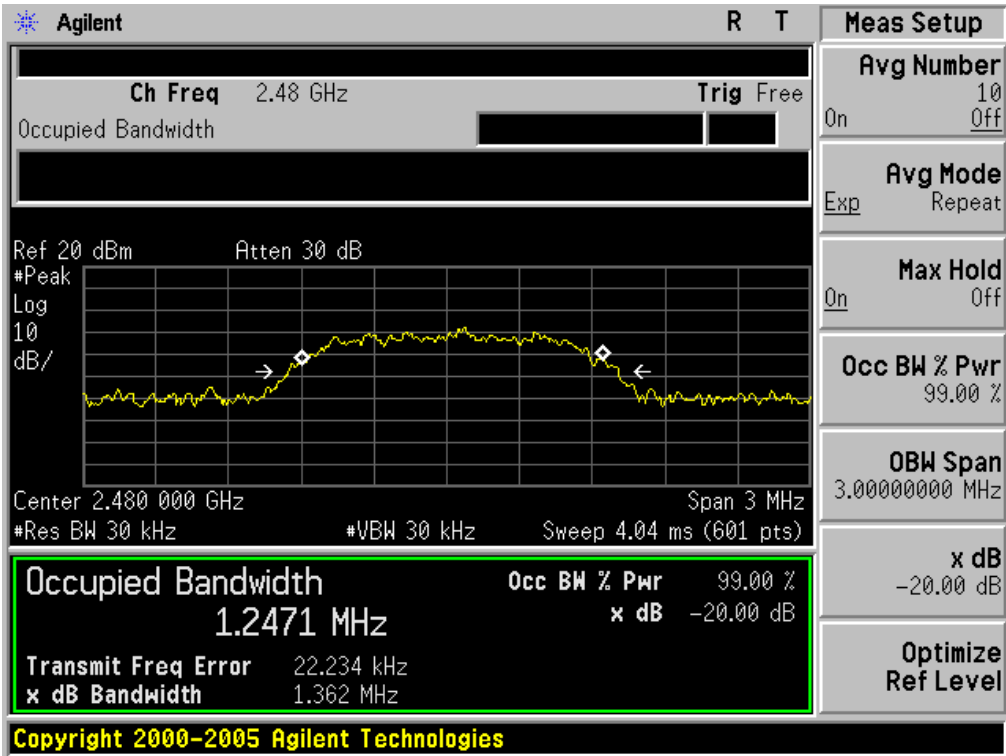 Agilent R T
Ch Freq 2.48 GHz Trig Free
Occupied Bandwidth
Ref 20 dBm Atten 30 dB
#Peak
Log
10
dB/
Center 2.480 000 GHz Span 3 MHz
#Res BW 30 kHz #VBW 30 kHz Sweep 4.04 ms (601 pts)
Occupied Bandwidth
1.2471 MHz
Occ BW % Pwr 99.00 %
x dB -20.00 dB
Transmit Freq Error 22.234 kHz
x dB Bandwidth 1.362 MHz
Copyright 2000-2005 Agilent Technologies
Meas Setup
Avg Number
10
On Off
Avg Mode
Exp Repeat
Max Hold
On Off
Occ BW % Pwr
99.00 %
OBW Span
3.00000000 MHz
x dB
-20.00 dB
Optimize
Ref Level